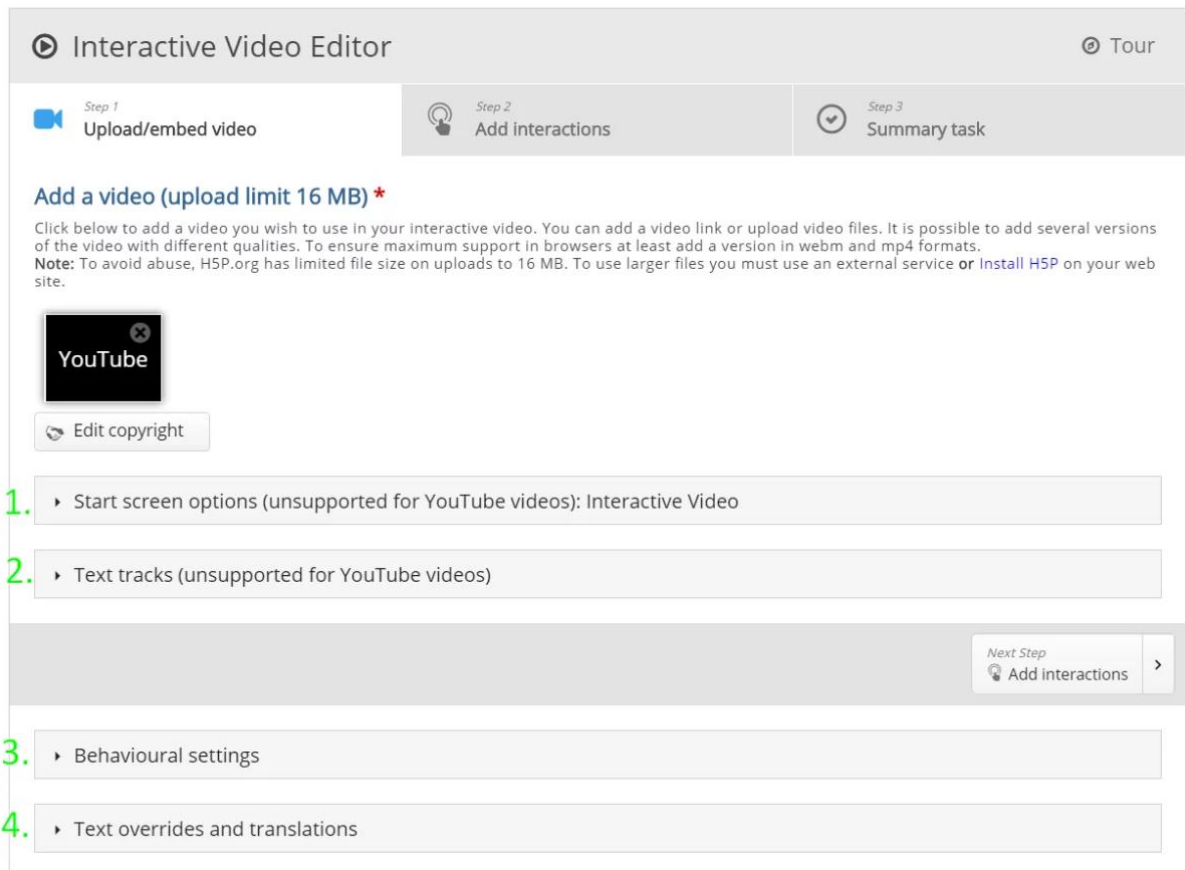 Interactive Video Editor
Tour
Step 1
Upload/embed video
Step 2
Add interactions
Step 3
Summary task
Add a video (upload limit 16 MB) *
Click below to add a video you wish to use in your interactive video. You can add a video link or upload video files. It is possible to add several versions
of the video with different qualities. To ensure maximum support in browsers at least add a version in webm and mp4 formats.
Note: To avoid abuse, H5P.org has limited file size on uploads to 16 MB. To use larger files you must use an external service or Install H5P on your web
site.
YouTube
Edit copyright
1. Start screen options (unsupported for YouTube videos): Interactive Video
2. Text tracks (unsupported for YouTube videos)
Next Step
Add interactions
3. Behavioural settings
4. Text overrides and translations